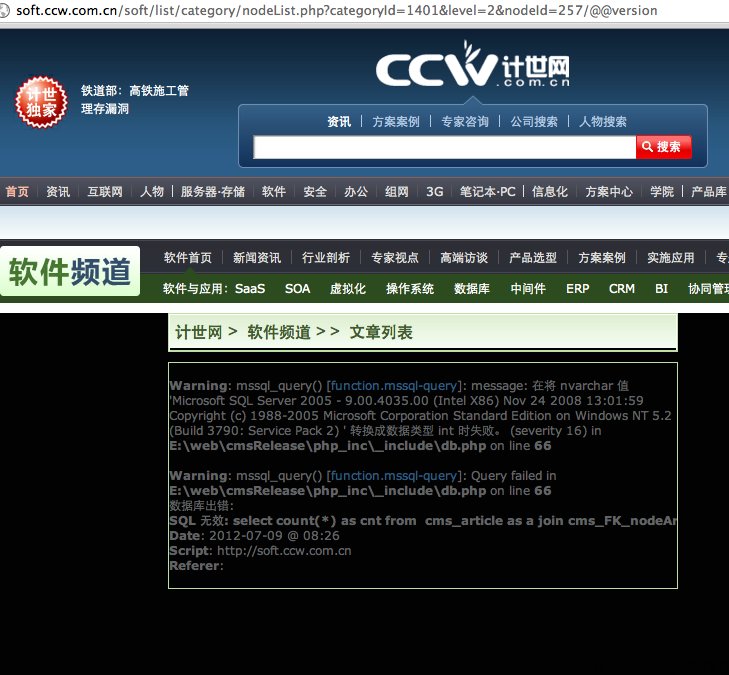 soft.ccw.com.cn/soft/list/category/nodeList.php?categoryId=1401&level=2&nodeId=257/@@version
计世独家
铁道部：高铁施工管
理存漏洞
CCW 计世网
.com.cn
资讯 | 方案案例 | 专家咨询 | 公司搜索 | 人物搜索
搜索
首页 资讯 互联网 人物 | 服务器·存储 软件 安全 办公 组网 3G 笔记本·PC | 信息化 方案中心 学院 | 产品库
软件频道
软件首页 新闻资讯 行业剖析 专家视点 高端访谈 产品选型 方案案例 实施应用
软件与应用： SaaS SOA 虚拟化 操作系统 数据库 中间件 ERP CRM BI 协同管理
计世网 > 软件频道 >> 文章列表
Warning: mssql_query() [function.mssql-query]: message: 在将 nvarchar 值
'Microsoft SQL Server 2005 - 9.00.4035.00 (Intel X86) Nov 24 2008 13:01:59
Copyright (c) 1988-2005 Microsoft Corporation Standard Edition on Windows NT 5.2
(Build 3790: Service Pack 2) ' 转换成数据类型 int 时失败。 (severity 16) in
E:\web\cmsRelease\php_inc\_include\db.php on line 66
Warning: mssql_query() [function.mssql-query]: Query failed in
E:\web\cmsRelease\php_inc\_include\db.php on line 66
数据库出错:
SQL 无效: select count(*) as cnt from cms_article as a join cms_FK_nodeAr
Date: 2012-07-09 @ 08:26
Script: http://soft.ccw.com.cn
Referer: